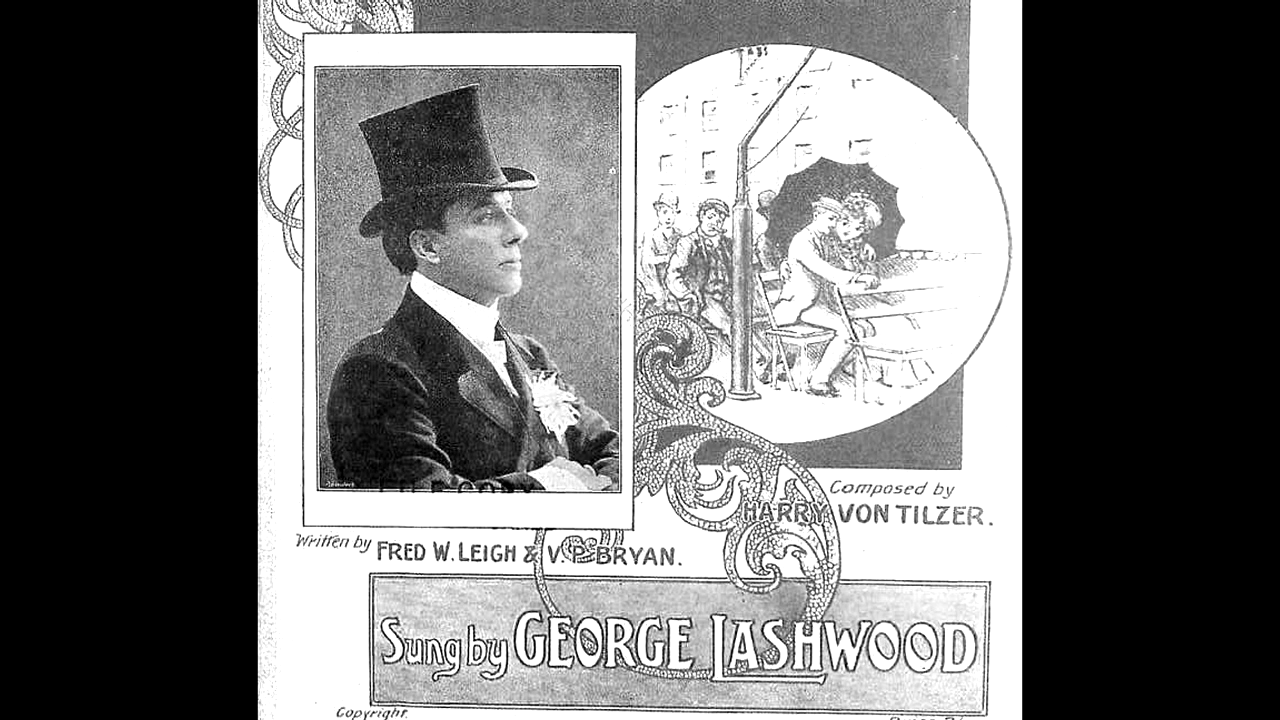 Composed by
HARRY VON TILZER.
Written by FRED W. LEIGH & V. P. BRYAN.
Sung by GEORGE LASHWOOD
Copyright.